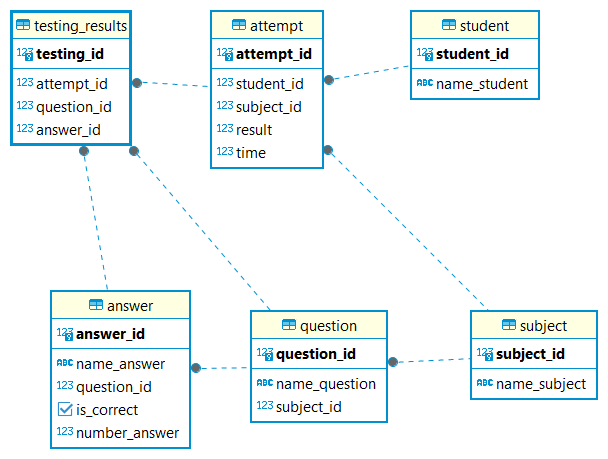 testing_results
123 testing_id
123 attempt_id
123 question_id
123 answer_id
attempt
123 attempt_id
123 student_id
123 subject_id
123 result
123 time
student
123 student_id
ABC name_student
answer
123 answer_id
ABC name_answer
123 question_id
is_correct
123 number_answer
question
123 question_id
ABC name_question
123 subject_id
subject
123 subject_id
ABC name_subject